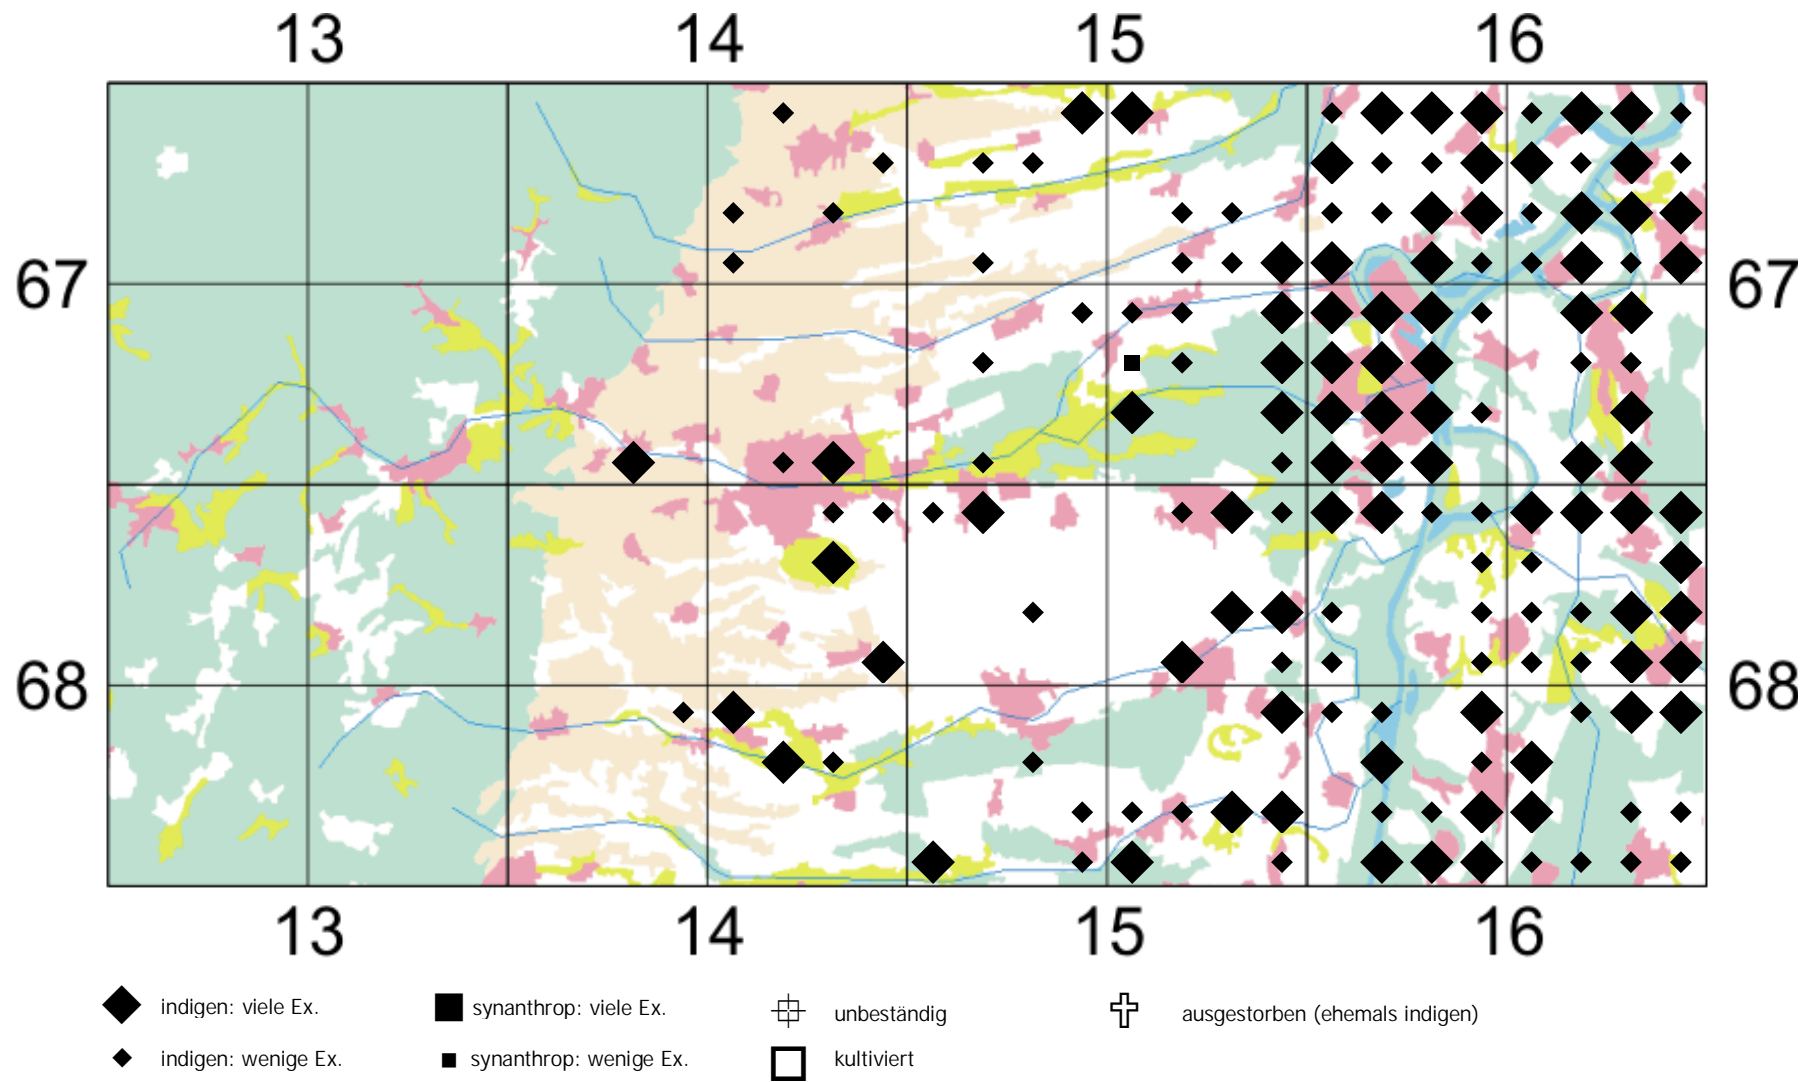 13 14 15 16
67 67
68 68
13 14 15 16
indigen: viele Ex. synanthrop: viele Ex. unbeständig ausgestorben (ehemals indigen)
indigen: wenige Ex. synanthrop: wenige Ex. kultiviert